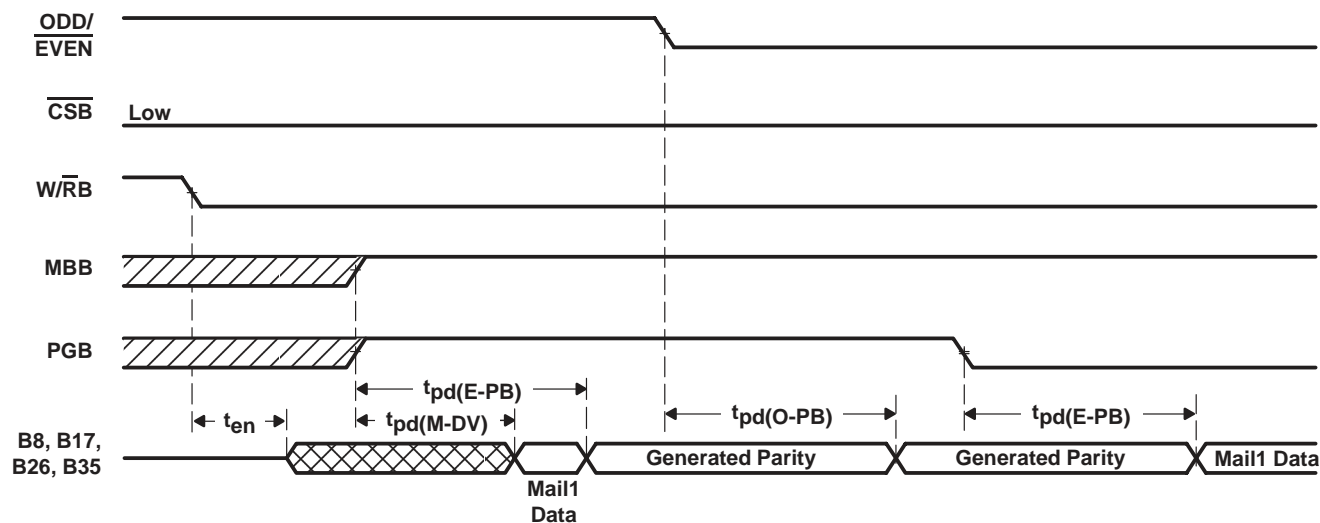 ODD/
EVEN
CSB
Low
W/RB
MBB
PGB
tpd(E-PB)
ten
tpd(M-DV)
tpd(O-PB)
tpd(E-PB)
B8, B17,
B26, B35
Generated Parity
Generated Parity
Mail1 Data
Mail1
Data